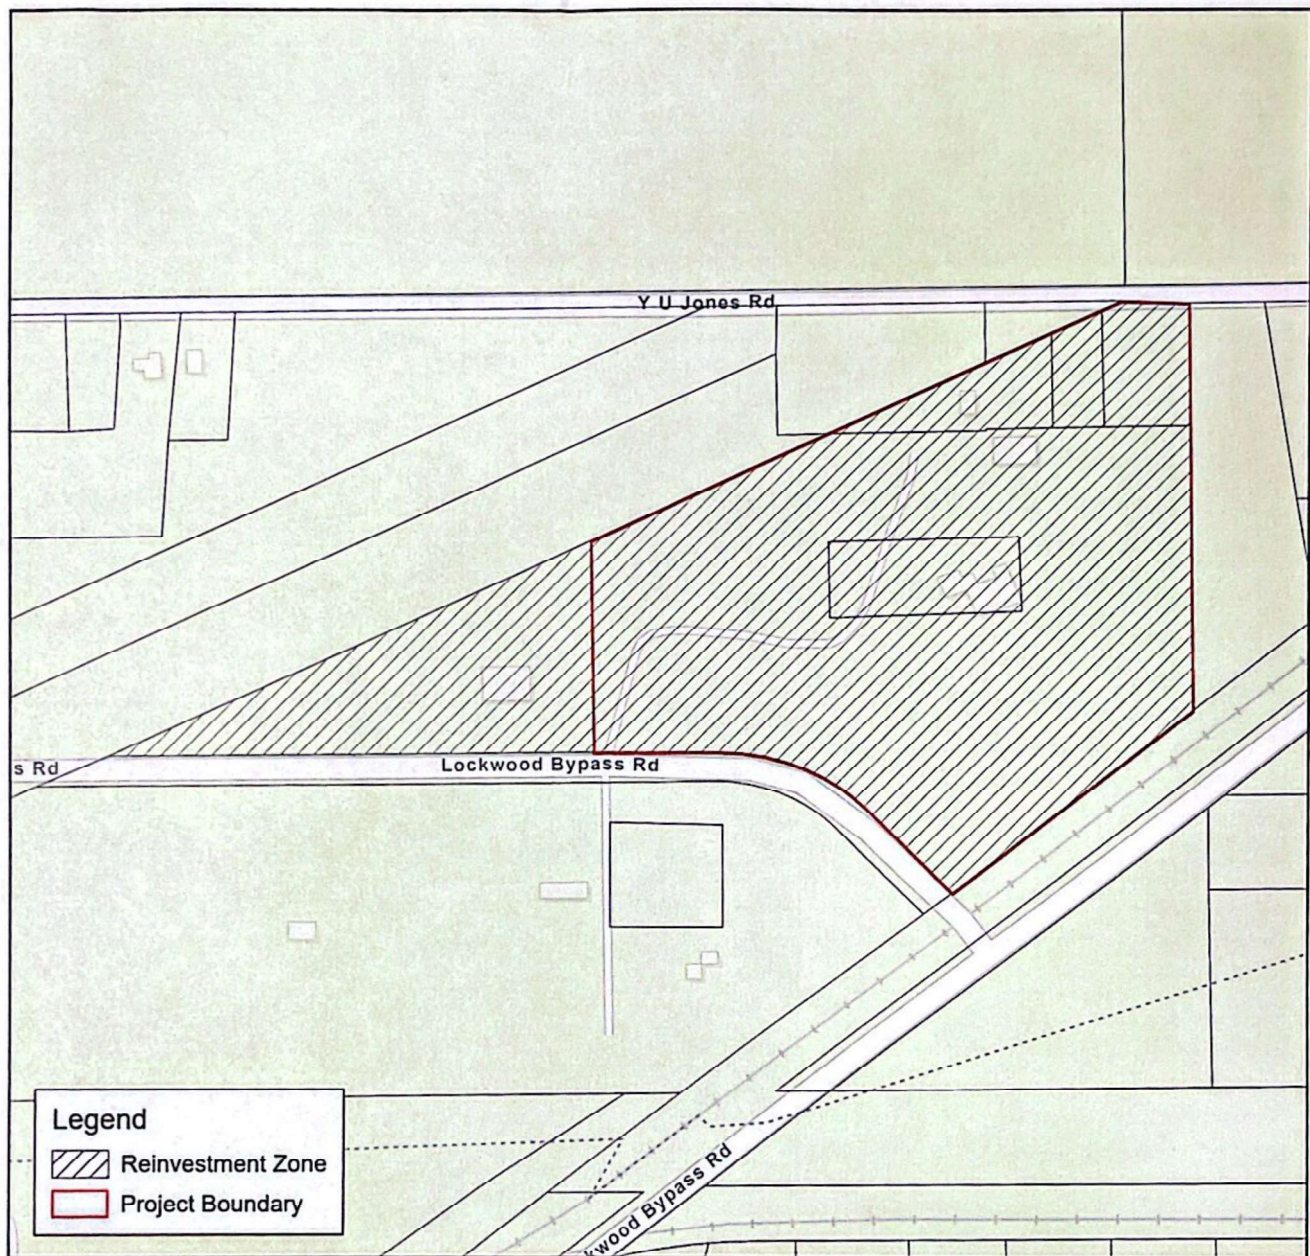 Y U Jones Rd
s Rd
Lockwood Bypass Rd
kwood Bypass Rd
Legend
Reinvestment Zone
Project Boundary